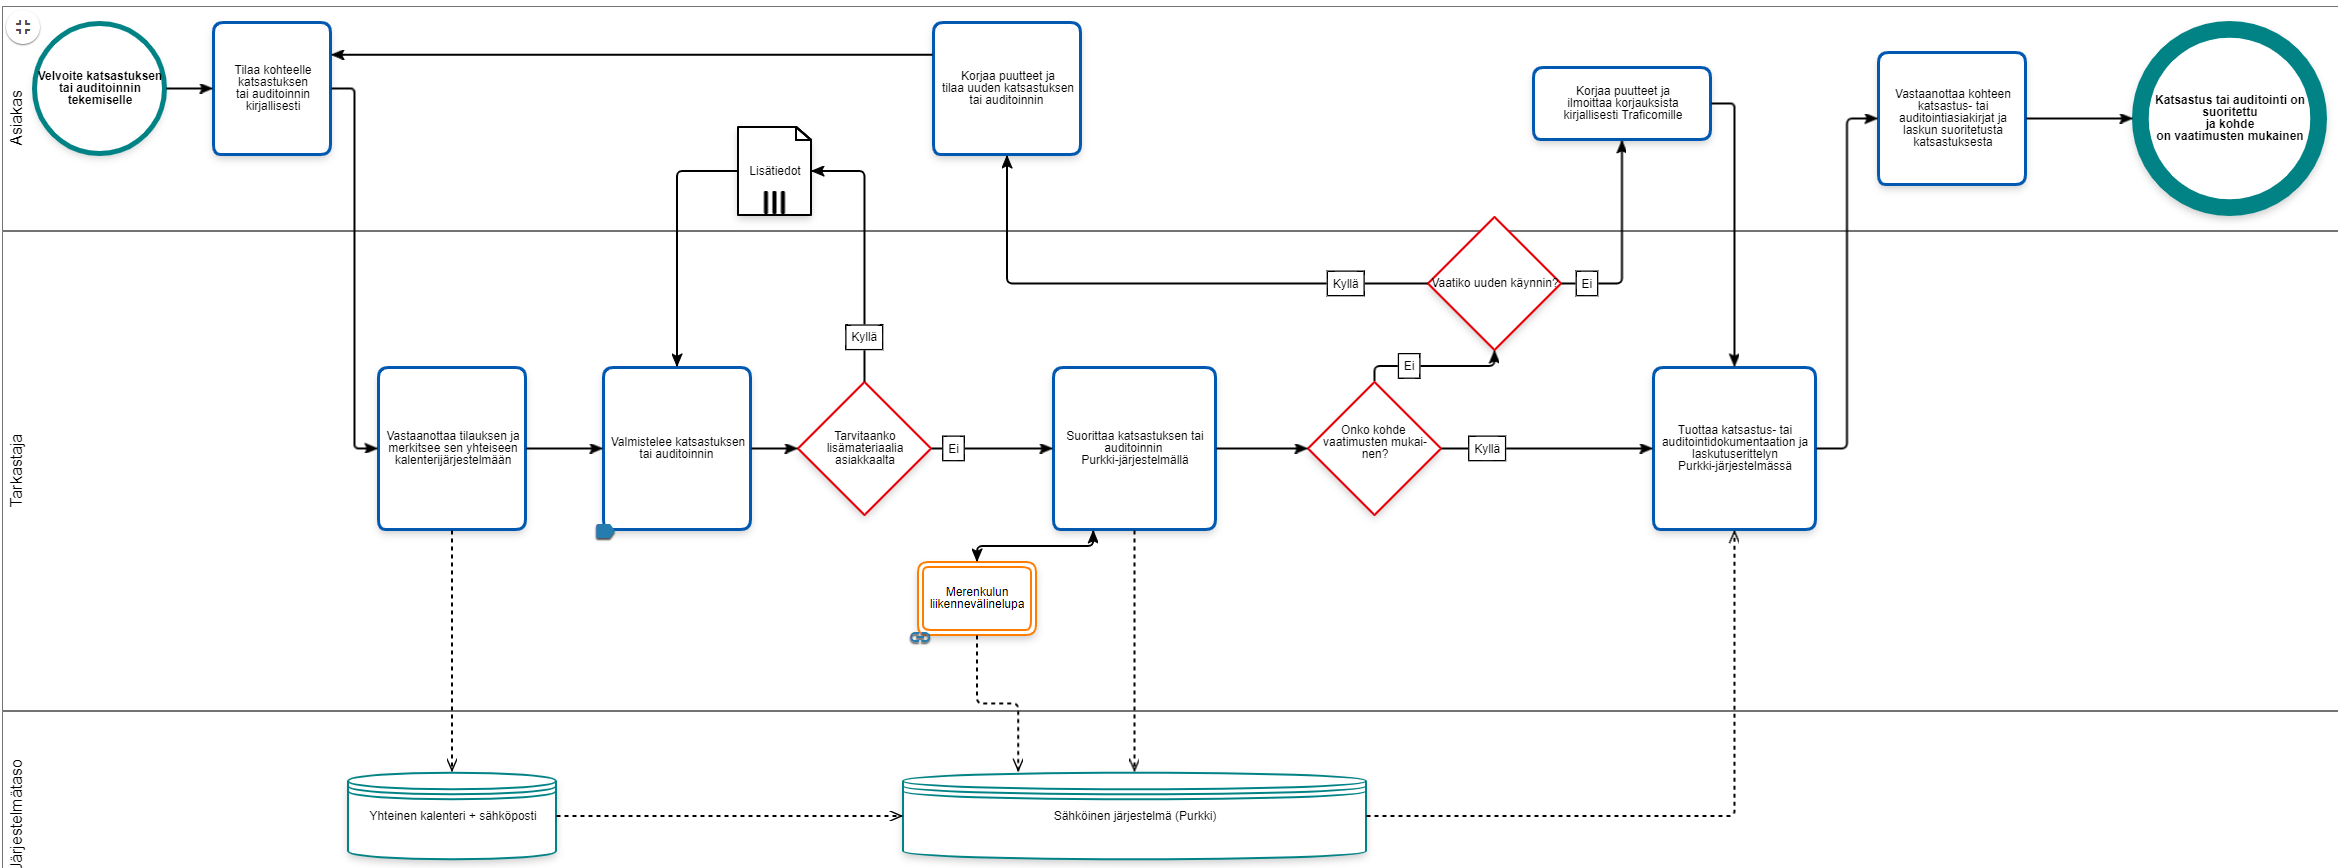 Asiakas
Velvoite katsastuksen
tai auditoinnin
tekemiselle
Tilaa kohteelle
katsastuksen
tai auditoinnin
kirjallisesti
Lisätiedot
Korjaa puutteet ja
tilaa uuden katsastuksen
tai auditoinnin
Korjaa puutteet ja
ilmoittaa korjauksista
kirjallisesti Traficomille
Vastaanottaa kohteen
katsastus- tai
auditointiasiakirjat ja
laskun suoritetusta
katsastuksesta
Katsastus tai auditointi on
suoritettu
ja kohde
on vaatimusten mukainen
Tarkastaja
Kyllä
Vaatiko uuden käynnin?
Ei
Kyllä
Ei
Vastaanottaa tilauksen ja
merkitsee sen yhteiseen
kalenterijärjestelmään
Valmistelee katsastuksen
tai auditoinnin
Tarvitaanko
lisämateriaalia
asiakkaalta
Ei
Suorittaa katsastuksen tai
auditoinnin
Purkki-järjestelmällä
Onko kohde
vaatimusten mukai-
nen?
Kyllä
Tuottaa katsastus- tai
auditointidokumentaation ja
laskutuserittelyn
Purkki-järjestelmässä
Merenkulun
liikennevälinelupa
Järjestelmätaso
Yhteinen kalenteri + sähköposti
Sähköinen järjestelmä (Purkki)